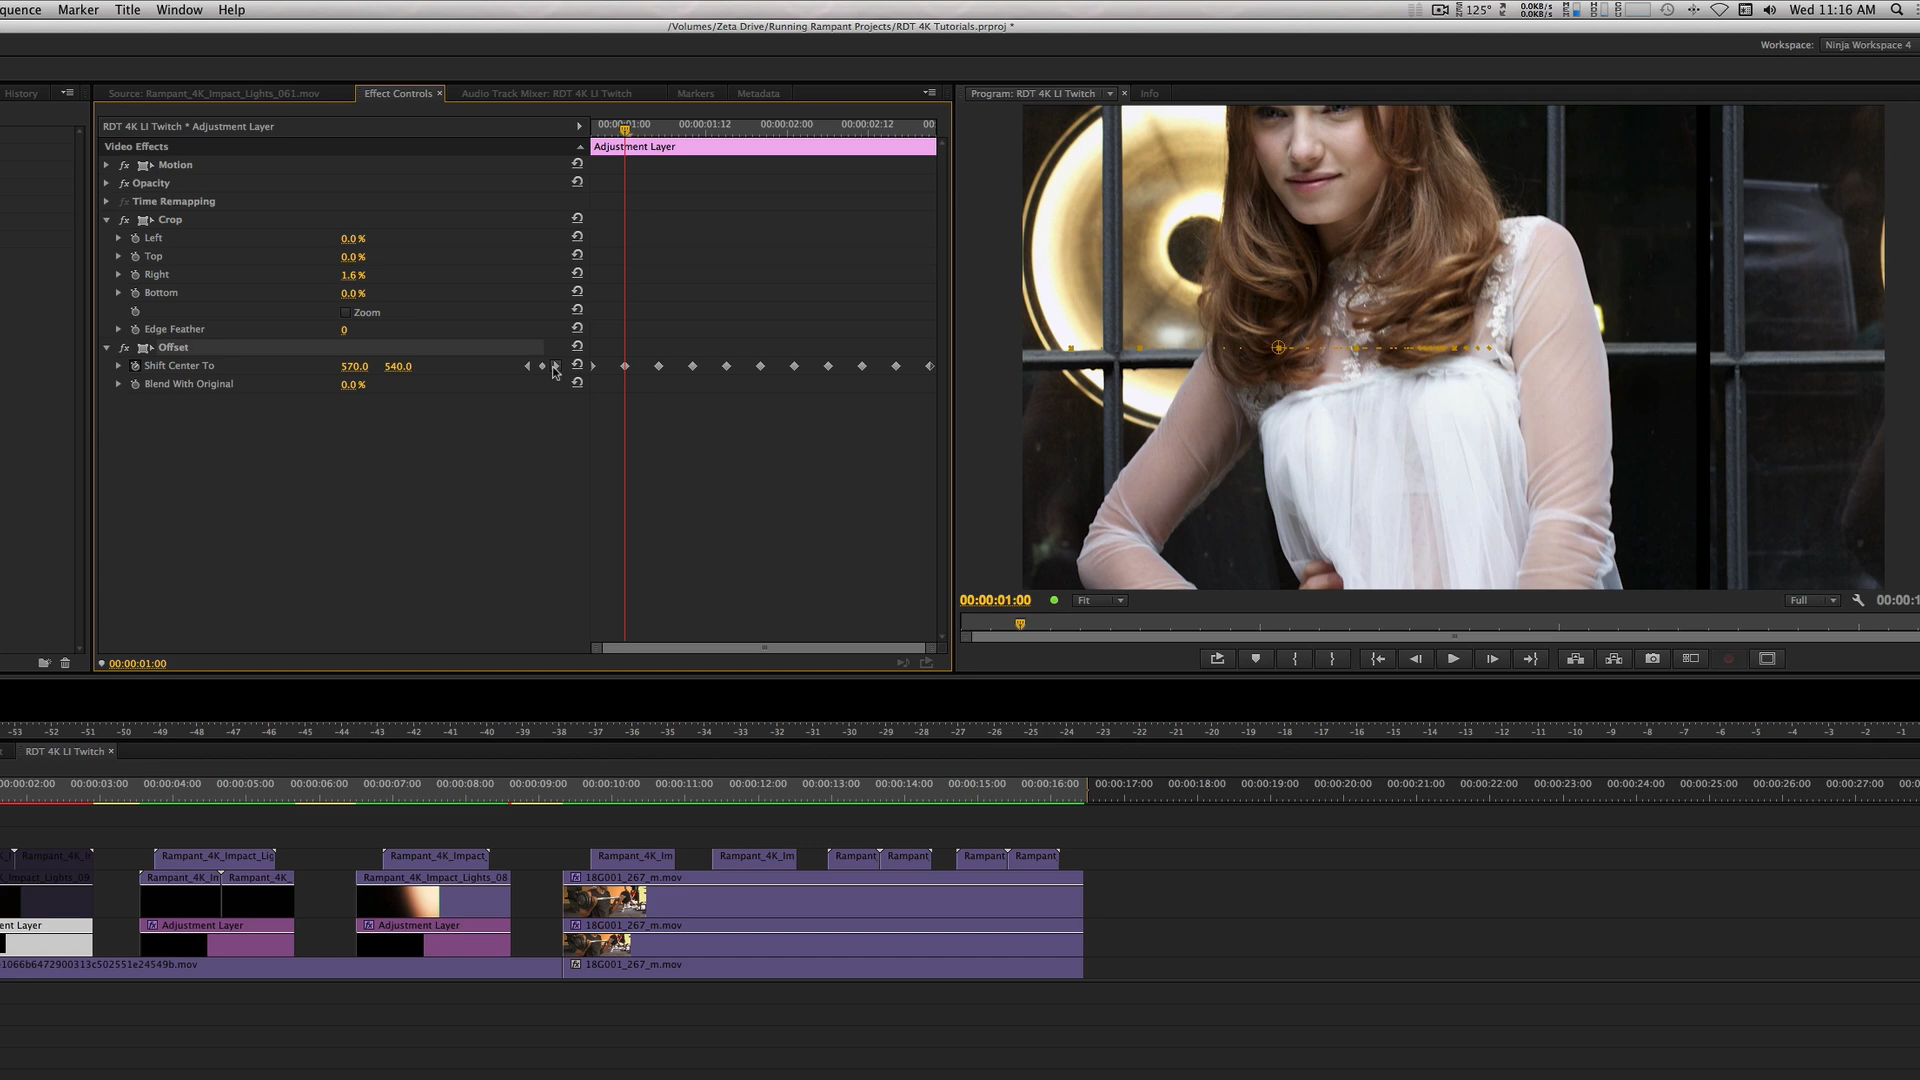 quence Marker Title Window Help
125° 0.0KB/s 0.0KB/s Wed 11:16 AM
/Volumes/Zeta Drive/Running Rampant Projects/RDT 4K Tutorials.prproj *
Workspace: Ninja Workspace 4
History Source: Rampant_4K_Impact_Lights_061.mov Effect Controls × Audio Track Mixer: RDT 4K LI Twitch Markers Metadata Program: RDT 4K LI Twitch × Info
RDT 4K LI Twitch * Adjustment Layer 00:00:01:00 00:00:01:12 00:00:02:00 00:00:02:12 00:
Video Effects Adjustment Layer
fx Motion
fx Opacity
fx Time Remapping
fx Crop
Left 0.0 %
Top 0.0 %
Right 1.6 %
Bottom 0.0 %
Zoom
Edge Feather 0
fx Offset
Shift Center To 570.0 540.0
Blend With Original 0.0 %
00:00:01:00 Fit Full 00:00:1
00:00:01:00
-53 -52 -51 -50 -49 -48 -47 -46 -45 -44 -43 -42 -41 -40 -39 -38 -37 -36 -35 -34 -33 -32 -31 -30 -29 -28 -27 -26 -25 -24 -23 -22 -21 -20 -19 -18 -17 -16 -15 -14 -13 -12 -11 -10 -9 -8 -7 -6 -5 -4 -3 -2 -1
RDT 4K LI Twitch ×
00:00:02:00 00:00:03:00 00:00:04:00 00:00:05:00 00:00:06:00 00:00:07:00 00:00:08:00 00:00:09:00 00:00:10:00 00:00:11:00 00:00:12:00 00:00:13:00 00:00:14:00 00:00:15:00 00:00:16:00 00:00:17:00 00:00:18:00 00:00:19:00 00:00:20:00 00:00:21:00 00:00:22:00 00:00:23:00 00:00:24:00 00:00:25:00 00:00:26:00 00:00:27:00 00:0
Rampant_4K_I Rampant_4K_Impact_Lig Rampant_4K_Impact_ Rampant_4K_Im Rampant_4K_Im Rampant_ Rampant_ Rampant Rampant_
K_Impact_Lights_09 Rampant_4K_In Rampant_4K_ Rampant_4K_Impact_Lights_08 fx 18G001_267_m.mov
ent Layer fx Adjustment Layer fx Adjustment Layer fx 18G001_267_m.mov
1066b6472900313c502551e24549b.mov fx 18G001_267_m.mov